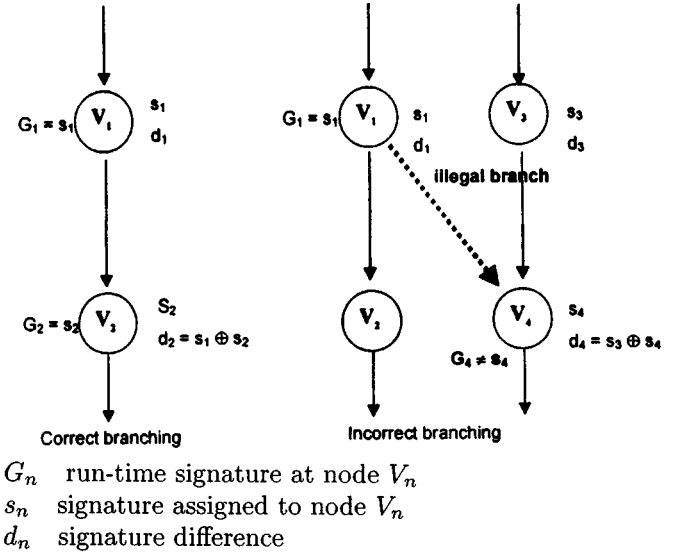 G₁ = s₁ V₁ s₁
d₁
G₂ = s₂ V₂ S₂
d₂ = s₁ ⊕ s₂
Correct branching
G₁ = s₁ V₁ s₁
d₁
V₃ s₃
d₃
illegal branch
V₂
V₄ s₄
d₄ = s₃ ⊕ s₄
G₄ ≠ s₄
Incorrect branching
Gₙ run-time signature at node Vₙ
sₙ signature assigned to node Vₙ
dₙ signature difference